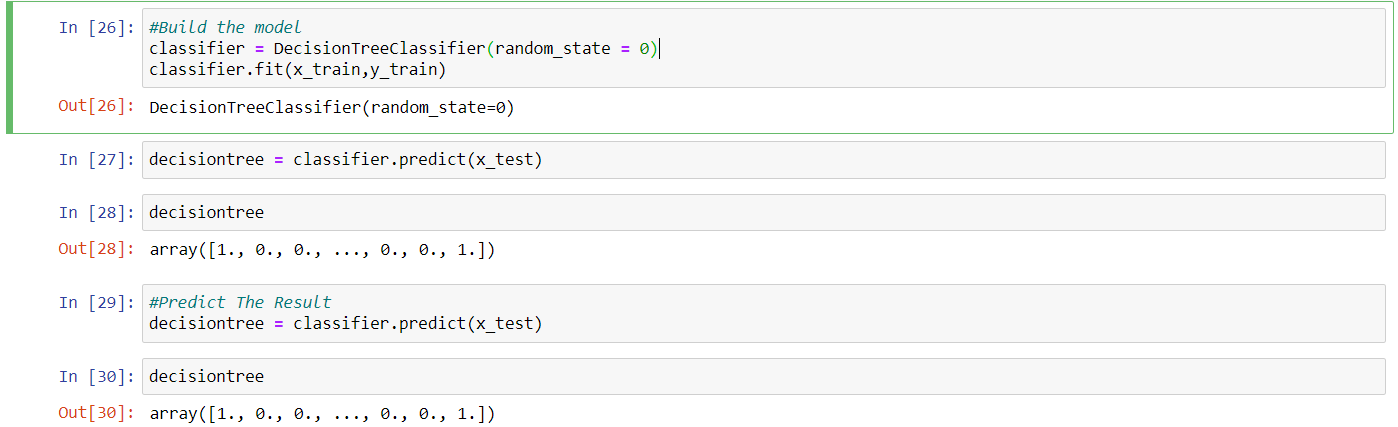 In [26]: #Build the model
classifier = DecisionTreeClassifier(random_state = 0)
classifier.fit(x_train,y_train)
Out[26]: DecisionTreeClassifier(random_state=0)
In [27]: decisiontree = classifier.predict(x_test)
In [28]: decisiontree
Out[28]: array([1., 0., 0., ..., 0., 0., 1.])
In [29]: #Predict The Result
decisiontree = classifier.predict(x_test)
In [30]: decisiontree
Out[30]: array([1., 0., 0., ..., 0., 0., 1.])